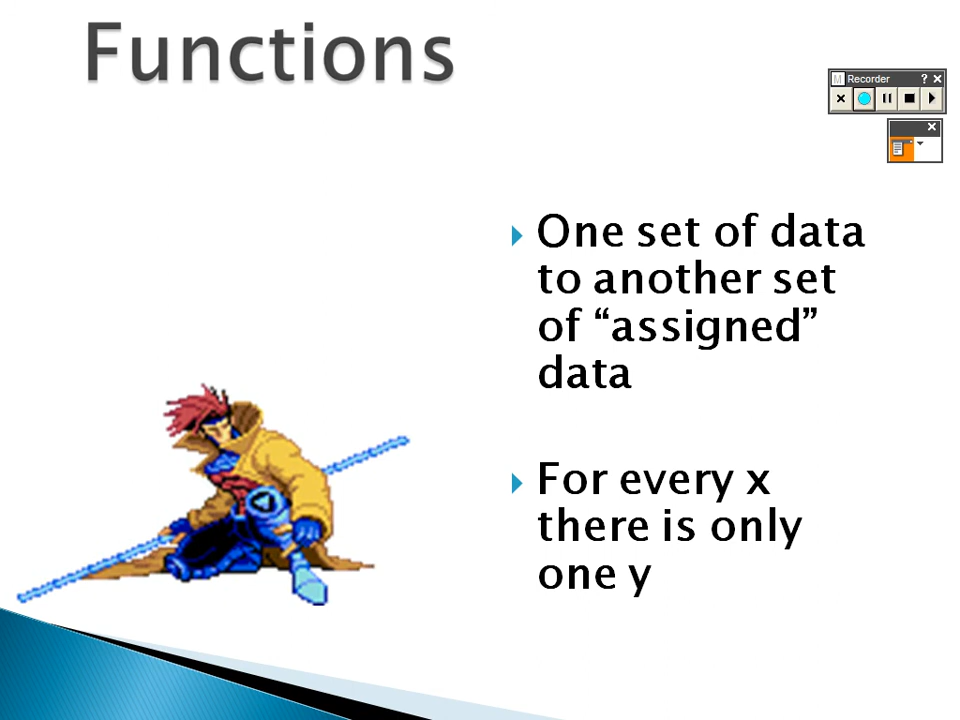 Functions
M Recorder ? ×
One set of data
to another set
of “assigned”
data
For every x
there is only
one y